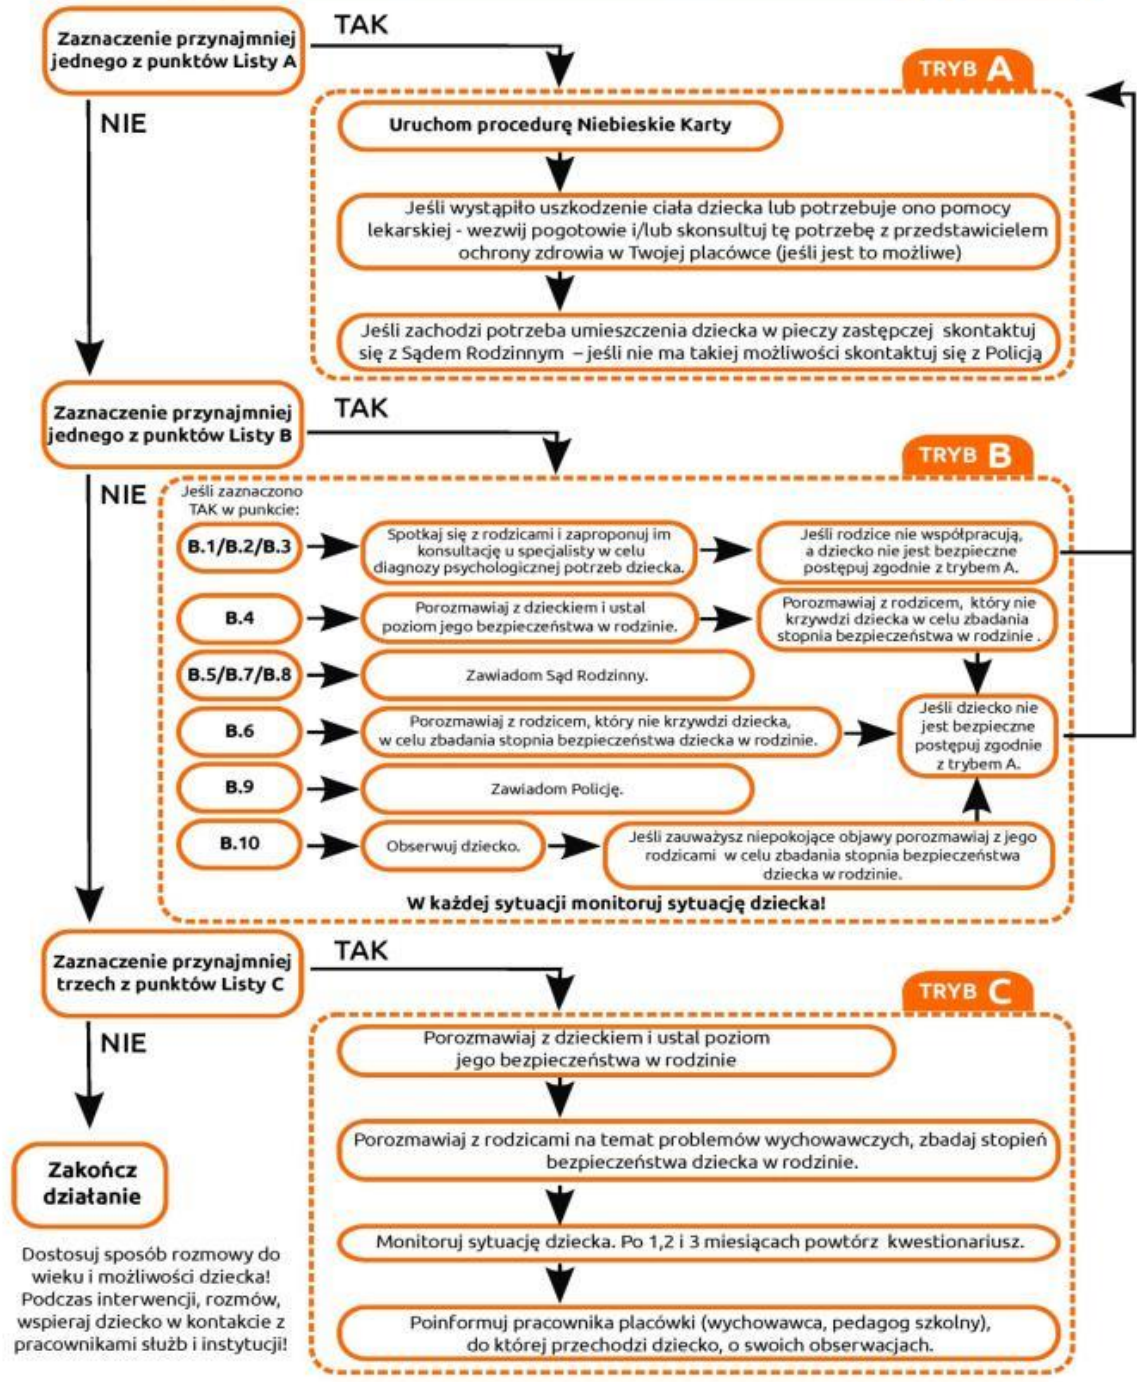 Zaznaczenie przynajmniej
jednego z punktów Listy A
TAK
NIE
TRYB A
Uruchom procedurę Niebieskie Karty
Jeśli wystąpiło uszkodzenie ciała dziecka lub potrzebuje ono pomocy
lekarskiej - wezwij pogotowie i/lub skonsultuj tę potrzebę z przedstawicielem
ochrony zdrowia w Twojej placówce (jeśli jest to możliwe)
Jeśli zachodzi potrzeba umieszczenia dziecka w pieczy zastępczej skontaktuj
się z Sądem Rodzinnym – jeśli nie ma takiej możliwości skontaktuj się z Policją
Zaznaczenie przynajmniej
jednego z punktów Listy B
TAK
NIE
TRYB B
Jeśli zaznaczono
TAK w punkcie:
B.1/B.2/B.3
Spotkaj się z rodzicami i zaproponuj im
konsultację u specjalisty w celu
diagnozy psychologicznej potrzeb dziecka.
Jeśli rodzice nie współpracują,
a dziecko nie jest bezpieczne
postępuj zgodnie z trybem A.
B.4
Porozmawiaj z dzieckiem i ustal
poziom jego bezpieczeństwa w rodzinie.
Porozmawiaj z rodzicem, który nie
krzywdzi dziecka w celu zbadania
stopnia bezpieczeństwa w rodzinie .
B.5/B.7/B.8
Zawiadom Sąd Rodzinny.
B.6
Porozmawiaj z rodzicem, który nie krzywdzi dziecka,
w celu zbadania stopnia bezpieczeństwa dziecka w rodzinie.
Jeśli dziecko nie
jest bezpieczne
postępuj zgodnie
z trybem A.
B.9
Zawiadom Policję.
B.10
Obserwuj dziecko.
Jeśli zauważysz niepokojące objawy porozmawiaj z jego
rodzicami w celu zbadania stopnia bezpieczeństwa
dziecka w rodzinie.
W każdej sytuacji monitoruj sytuację dziecka!
Zaznaczenie przynajmniej
trzech z punktów Listy C
TAK
NIE
TRYB C
Porozmawiaj z dzieckiem i ustal poziom
jego bezpieczeństwa w rodzinie
Porozmawiaj z rodzicami na temat problemów wychowawczych, zbadaj stopień
bezpieczeństwa dziecka w rodzinie.
Monitoruj sytuację dziecka. Po 1,2 i 3 miesiącach powtórz kwestionariusz.
Poinformuj pracownika placówki (wychowawca, pedagog szkolny),
do której przechodzi dziecko, o swoich obserwacjach.
Zakończ
działanie
Dostosuj sposób rozmowy do
wieku i możliwości dziecka!
Podczas interwencji, rozmów,
wspieraj dziecko w kontakcie z
pracownikami służb i instytucji!